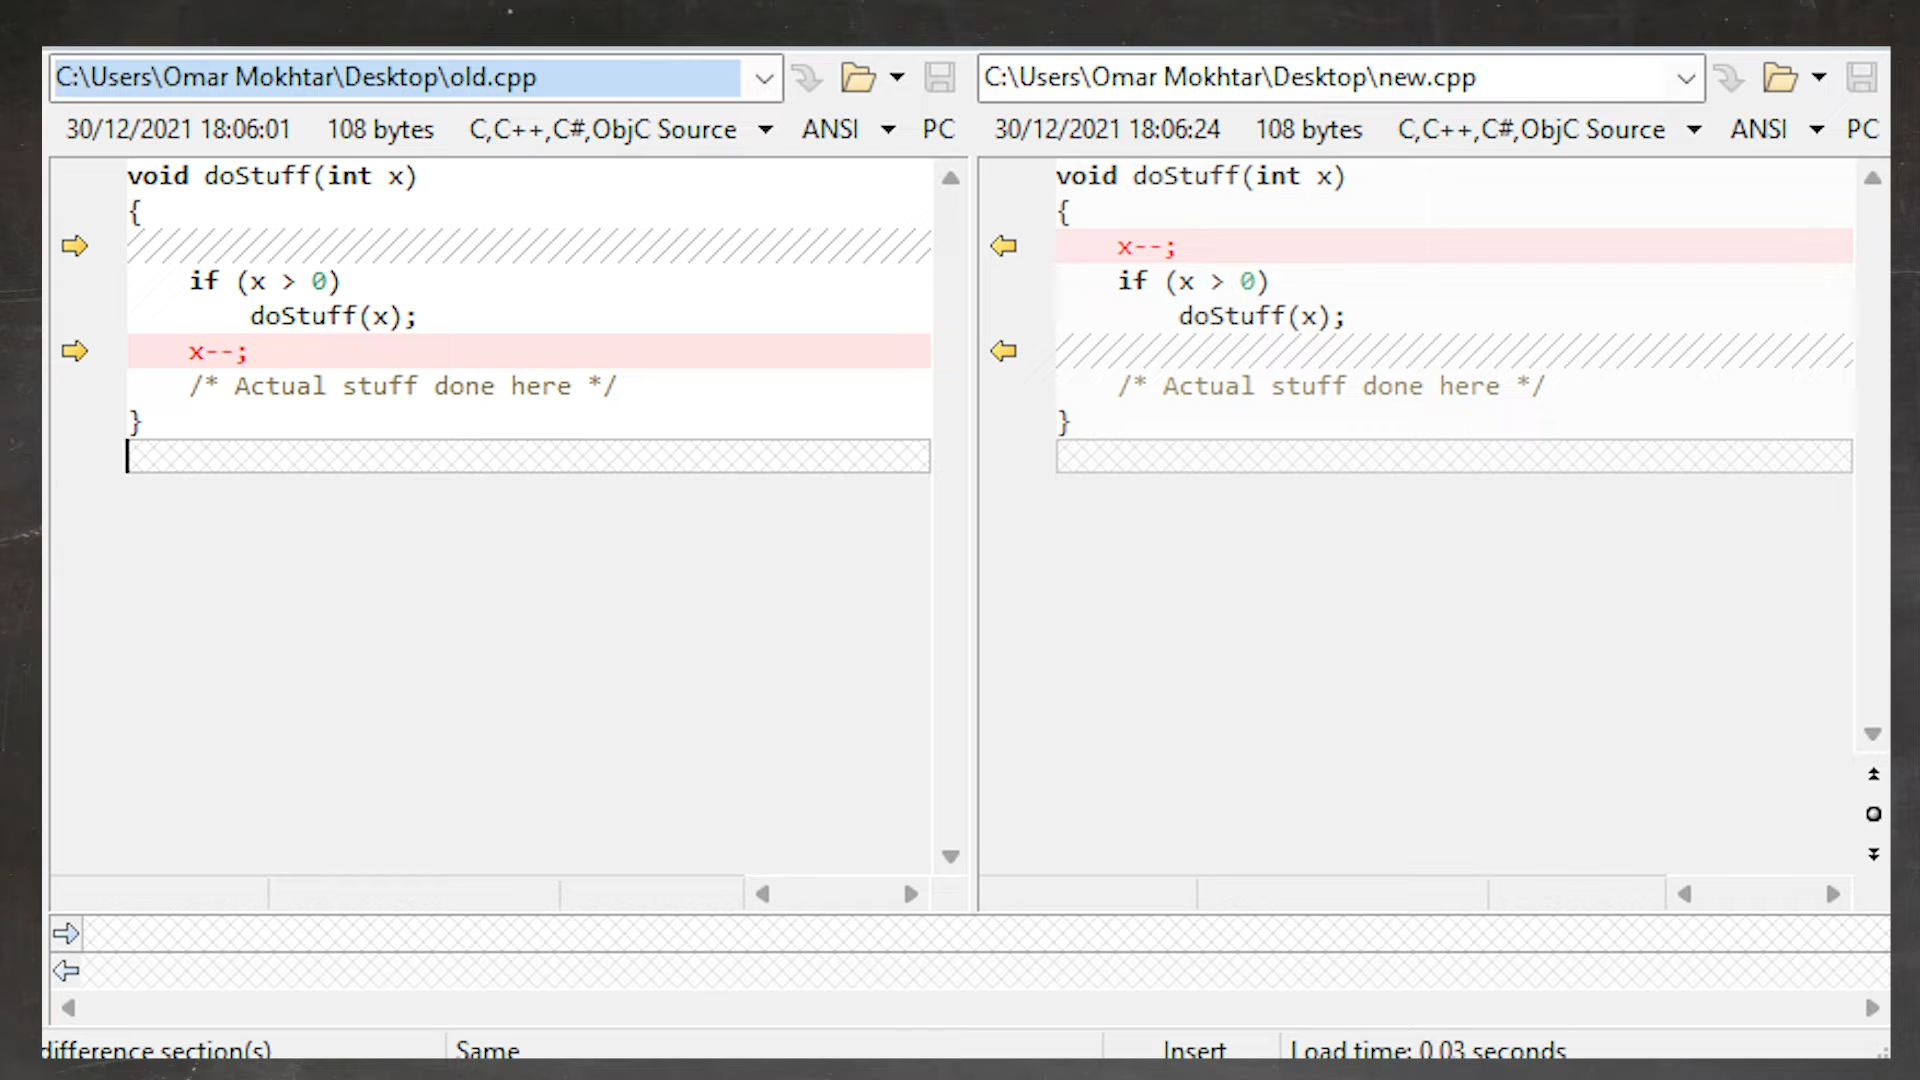 C:\Users\Omar Mokhtar\Desktop\old.cpp
30/12/2021 18:06:01 108 bytes C,C++,C#,ObjC Source ANSI PC
void doStuff(int x)
{
if (x > 0)
doStuff(x);
x--;
/* Actual stuff done here */
}
C:\Users\Omar Mokhtar\Desktop\new.cpp
30/12/2021 18:06:24 108 bytes C,C++,C#,ObjC Source ANSI PC
void doStuff(int x)
{
x--;
if (x > 0)
doStuff(x);
/* Actual stuff done here */
}
difference section(s) Same Insert Load time: 0.03 seconds